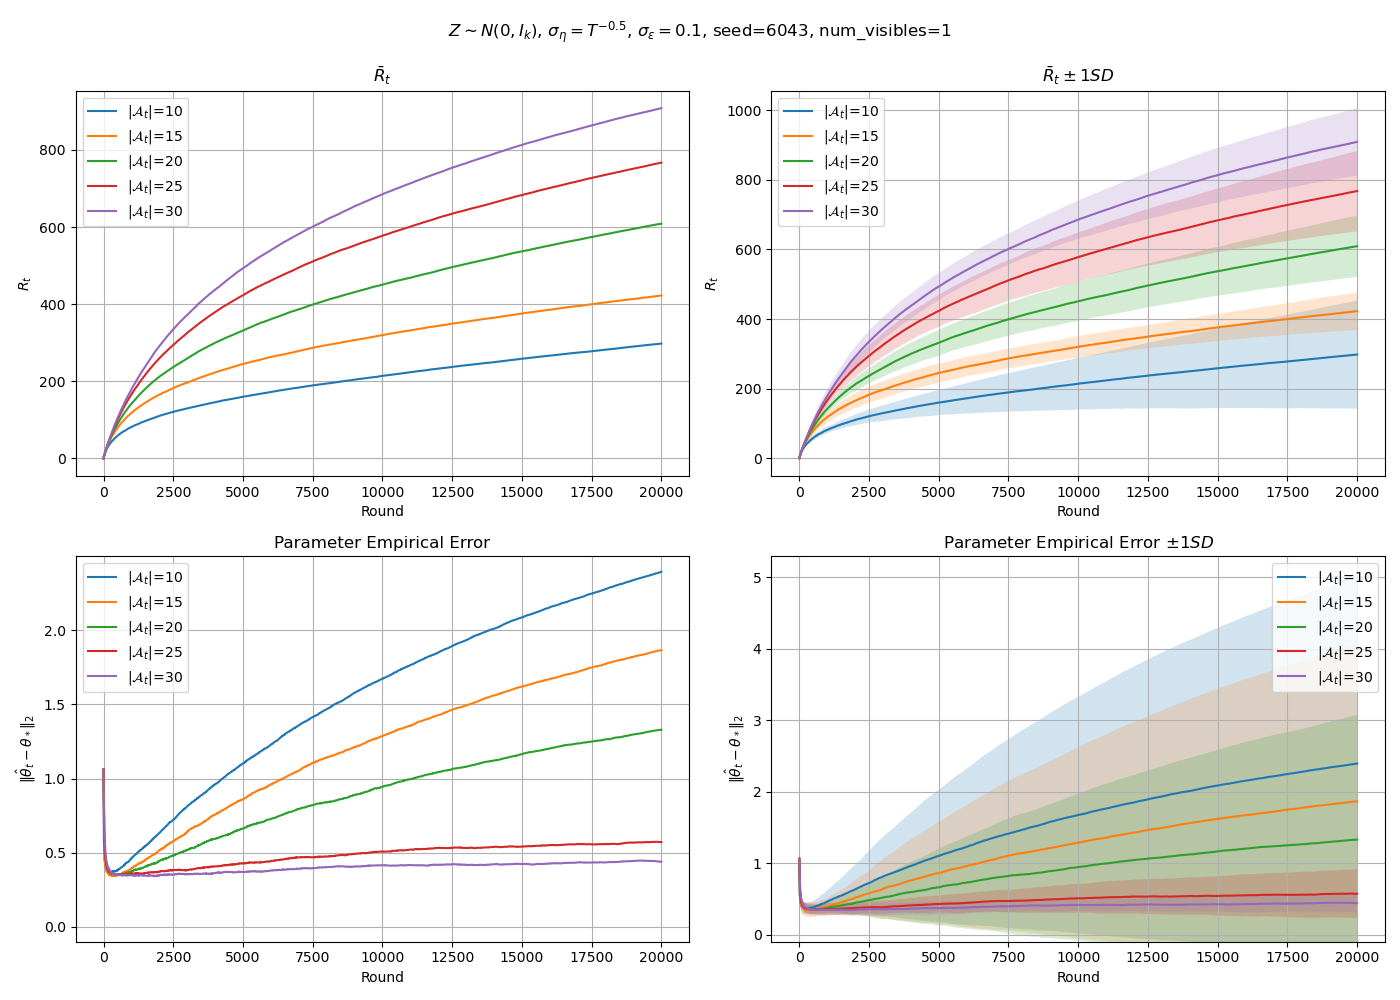 Z ∼ N(0, I_k), σ_η = T^{−0.5}, σ_ε = 0.1, seed=6043, num_visibles=1
R̄_t
R_t
800
600
400
200
0
|𝒜_t|=10
|𝒜_t|=15
|𝒜_t|=20
|𝒜_t|=25
|𝒜_t|=30
0 2500 5000 7500 10000 12500 15000 17500 20000
Round
R̄_t ± 1SD
R_t
1000
800
600
400
200
0
|𝒜_t|=10
|𝒜_t|=15
|𝒜_t|=20
|𝒜_t|=25
|𝒜_t|=30
0 2500 5000 7500 10000 12500 15000 17500 20000
Round
Parameter Empirical Error
‖θ̂_t − θ_*‖_2
2.0
1.5
1.0
0.5
0.0
|𝒜_t|=10
|𝒜_t|=15
|𝒜_t|=20
|𝒜_t|=25
|𝒜_t|=30
0 2500 5000 7500 10000 12500 15000 17500 20000
Round
Parameter Empirical Error ±1SD
‖θ̂_t − θ_*‖_2
5
4
3
2
1
0
|𝒜_t|=10
|𝒜_t|=15
|𝒜_t|=20
|𝒜_t|=25
|𝒜_t|=30
0 2500 5000 7500 10000 12500 15000 17500 20000
Round